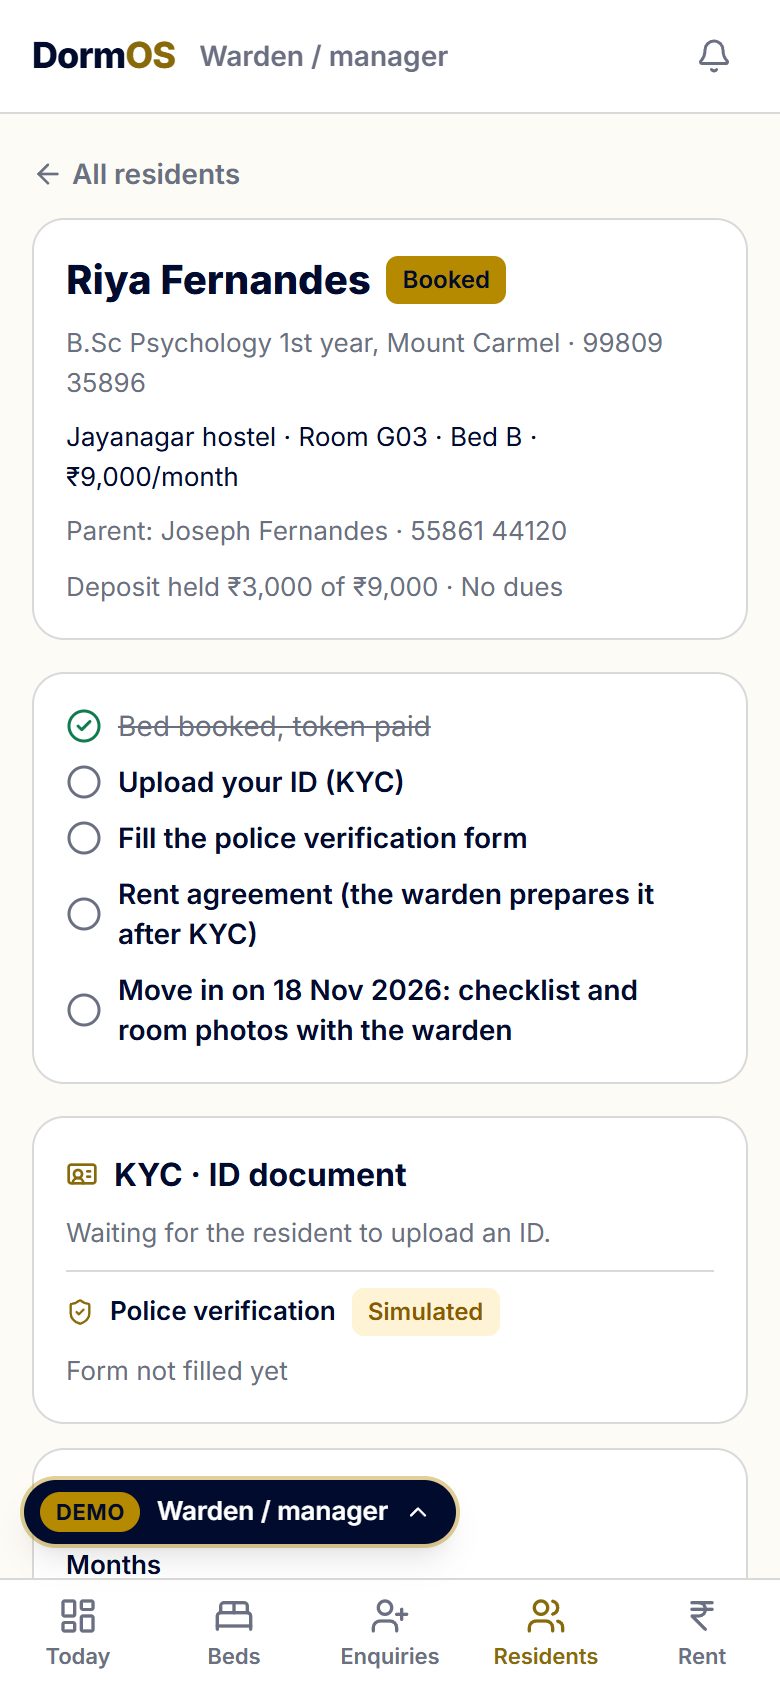 DormOS Warden / manager
All residents
Riya Fernandes Booked
B.Sc Psychology 1st year, Mount Carmel · 99809
35896
Jayanagar hostel · Room G03 · Bed B ·
₹9,000/month
Parent: Joseph Fernandes · 55861 44120
Deposit held ₹3,000 of ₹9,000 · No dues
Bed booked, token paid
Upload your ID (KYC)
Fill the police verification form
Rent agreement (the warden prepares it
after KYC)
Move in on 18 Nov 2026: checklist and
room photos with the warden
KYC · ID document
Waiting for the resident to upload an ID.
Police verification Simulated
Form not filled yet
DEMO Warden / manager
Months
Today Beds Enquiries Residents Rent